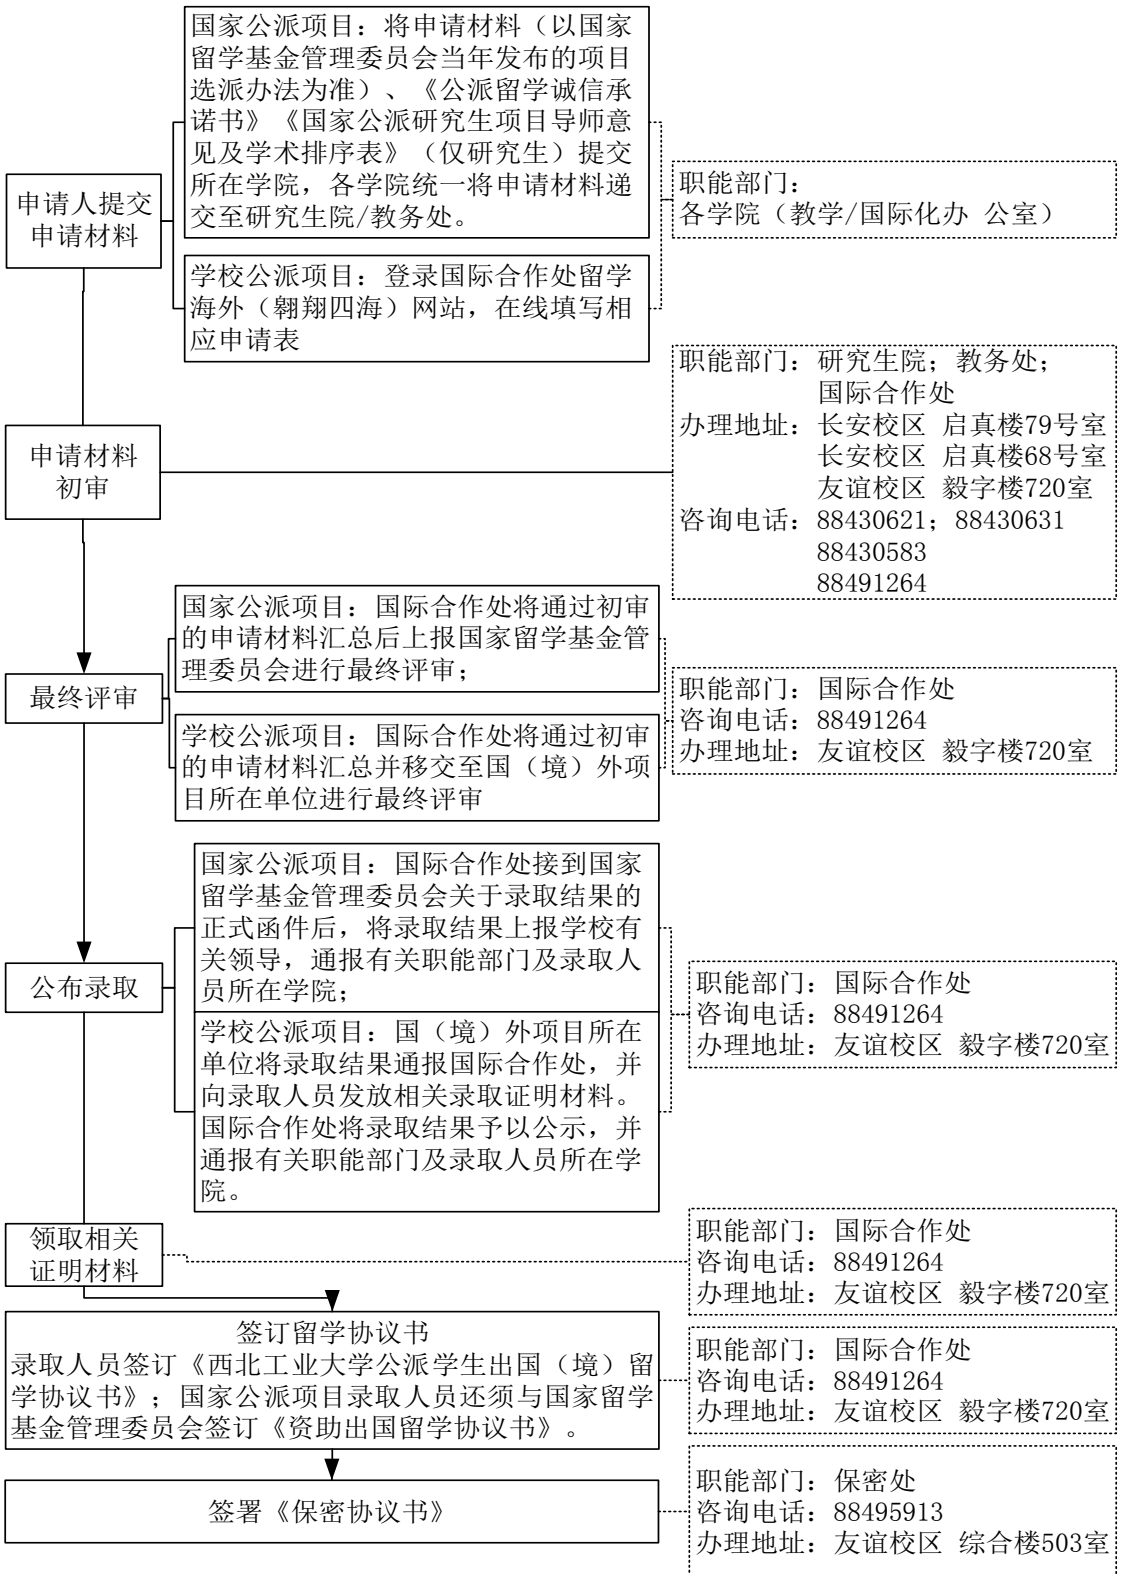 国家公派项目：将申请材料（以国家
留学基金管理委员会当年发布的项目
选派办法为准）、《公派留学诚信承
诺书》《国家公派研究生项目导师意
见及学术排序表》（仅研究生）提交
所在学院，各学院统一将申请材料递
交至研究生院/教务处。
申请人提交
申请材料
职能部门：
各学院（教学/国际化办 公室）
学校公派项目：登录国际合作处留学
海外（翱翔四海）网站，在线填写相
应申请表
申请材料
初审
职能部门：研究生院；教务处；
国际合作处
办理地址：长安校区 启真楼79号室
长安校区 启真楼68号室
友谊校区 毅字楼720室
咨询电话：88430621；88430631
88430583
88491264
国家公派项目：国际合作处将通过初审
的申请材料汇总后上报国家留学基金管
理委员会进行最终评审；
最终评审
学校公派项目：国际合作处将通过初审
的申请材料汇总并移交至国（境）外项
目所在单位进行最终评审
职能部门：国际合作处
咨询电话：88491264
办理地址：友谊校区 毅字楼720室
国家公派项目：国际合作处接到国家
留学基金管理委员会关于录取结果的
正式函件后，将录取结果上报学校有
关领导，通报有关职能部门及录取人
员所在学院；
公布录取
学校公派项目：国（境）外项目所在
单位将录取结果通报国际合作处，并
向录取人员发放相关录取证明材料。
国际合作处将录取结果予以公示，并
通报有关职能部门及录取人员所在学
院。
职能部门：国际合作处
咨询电话：88491264
办理地址：友谊校区 毅字楼720室
领取相关
证明材料
职能部门：国际合作处
咨询电话：88491264
办理地址：友谊校区 毅字楼720室
签订留学协议书
录取人员签订《西北工业大学公派学生出国（境）留
学协议书》；国家公派项目录取人员还须与国家留学
基金管理委员会签订《资助出国留学协议书》。
职能部门：国际合作处
咨询电话：88491264
办理地址：友谊校区 毅字楼720室
签署《保密协议书》
职能部门：保密处
咨询电话：88495913
办理地址：友谊校区 综合楼503室